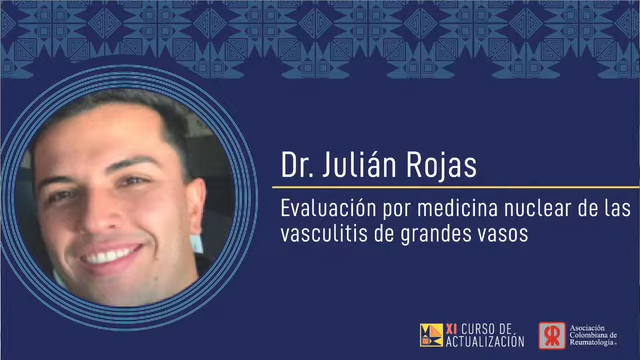 Dr. Julián Rojas
Evaluación por medicina nuclear de las
vasculitis de grandes vasos
XI CURSO DE
ACTUALIZACIÓN
Asociación
Colombiana de
Reumatología